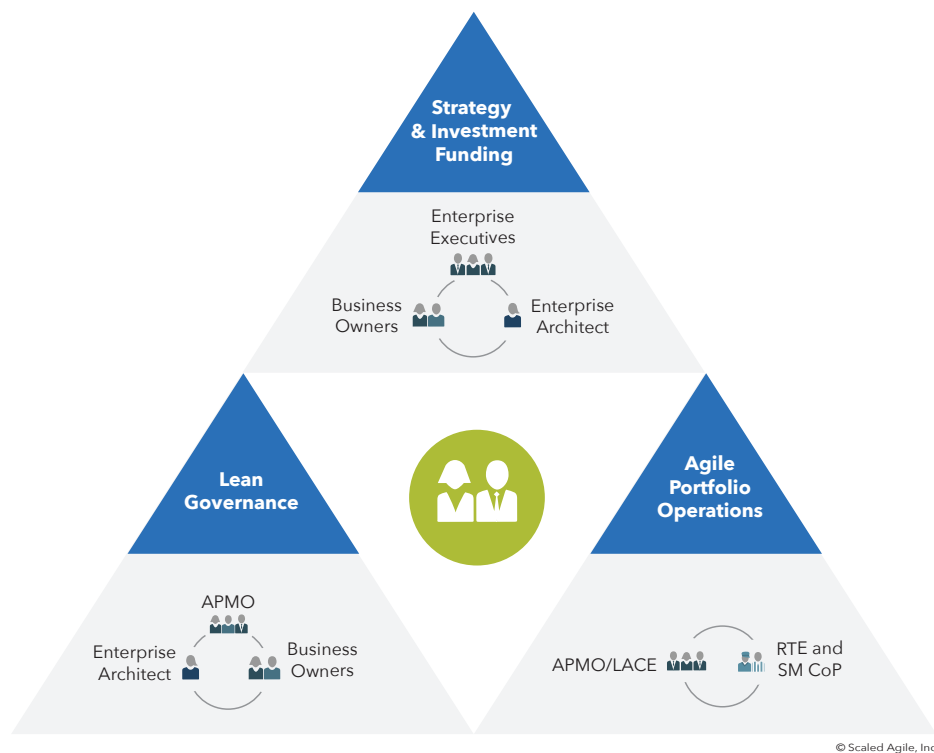 Strategy
& Investment
Funding
Enterprise
Executives
Business
Owners
Enterprise
Architect
Lean
Governance
Agile
Portfolio
Operations
APMO
Enterprise
Architect
Business
Owners
APMO/LACE
RTE and
SM CoP
© Scaled Agile, Inc